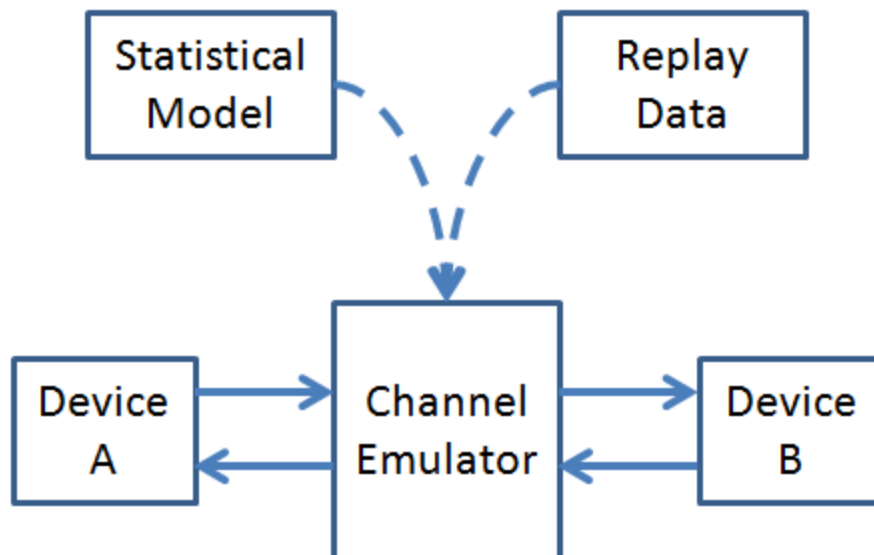 Statistical
Model
Replay
Data
Device
A
Channel
Emulator
Device
B